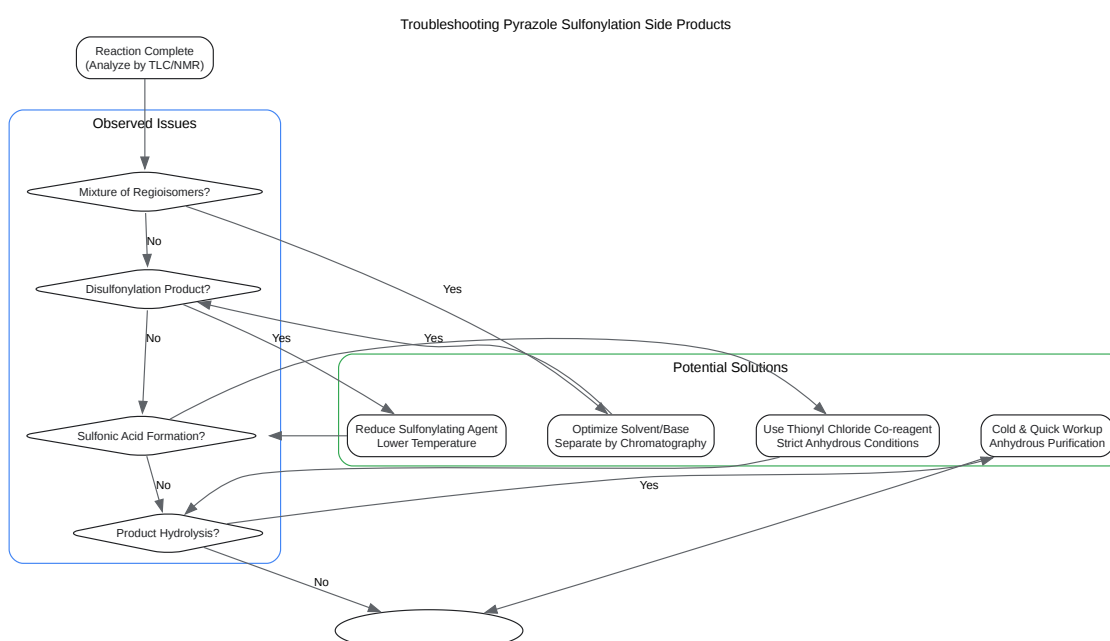 Troubleshooting Pyrazole Sulfonylation Side Products
Reaction Complete
(Analyze by TLC/NMR)
Observed Issues
Mixture of Regioisomers?
No
Disulfonylation Product?
Yes
No
Yes
Yes
Potential Solutions
Sulfonic Acid Formation?
Reduce Sulfonylating Agent
Lower Temperature
Optimize Solvent/Base
Separate by Chromatography
Use Thionyl Chloride Co-reagent
Strict Anhydrous Conditions
Cold & Quick Workup
Anhydrous Purification
No
Yes
Product Hydrolysis?
No